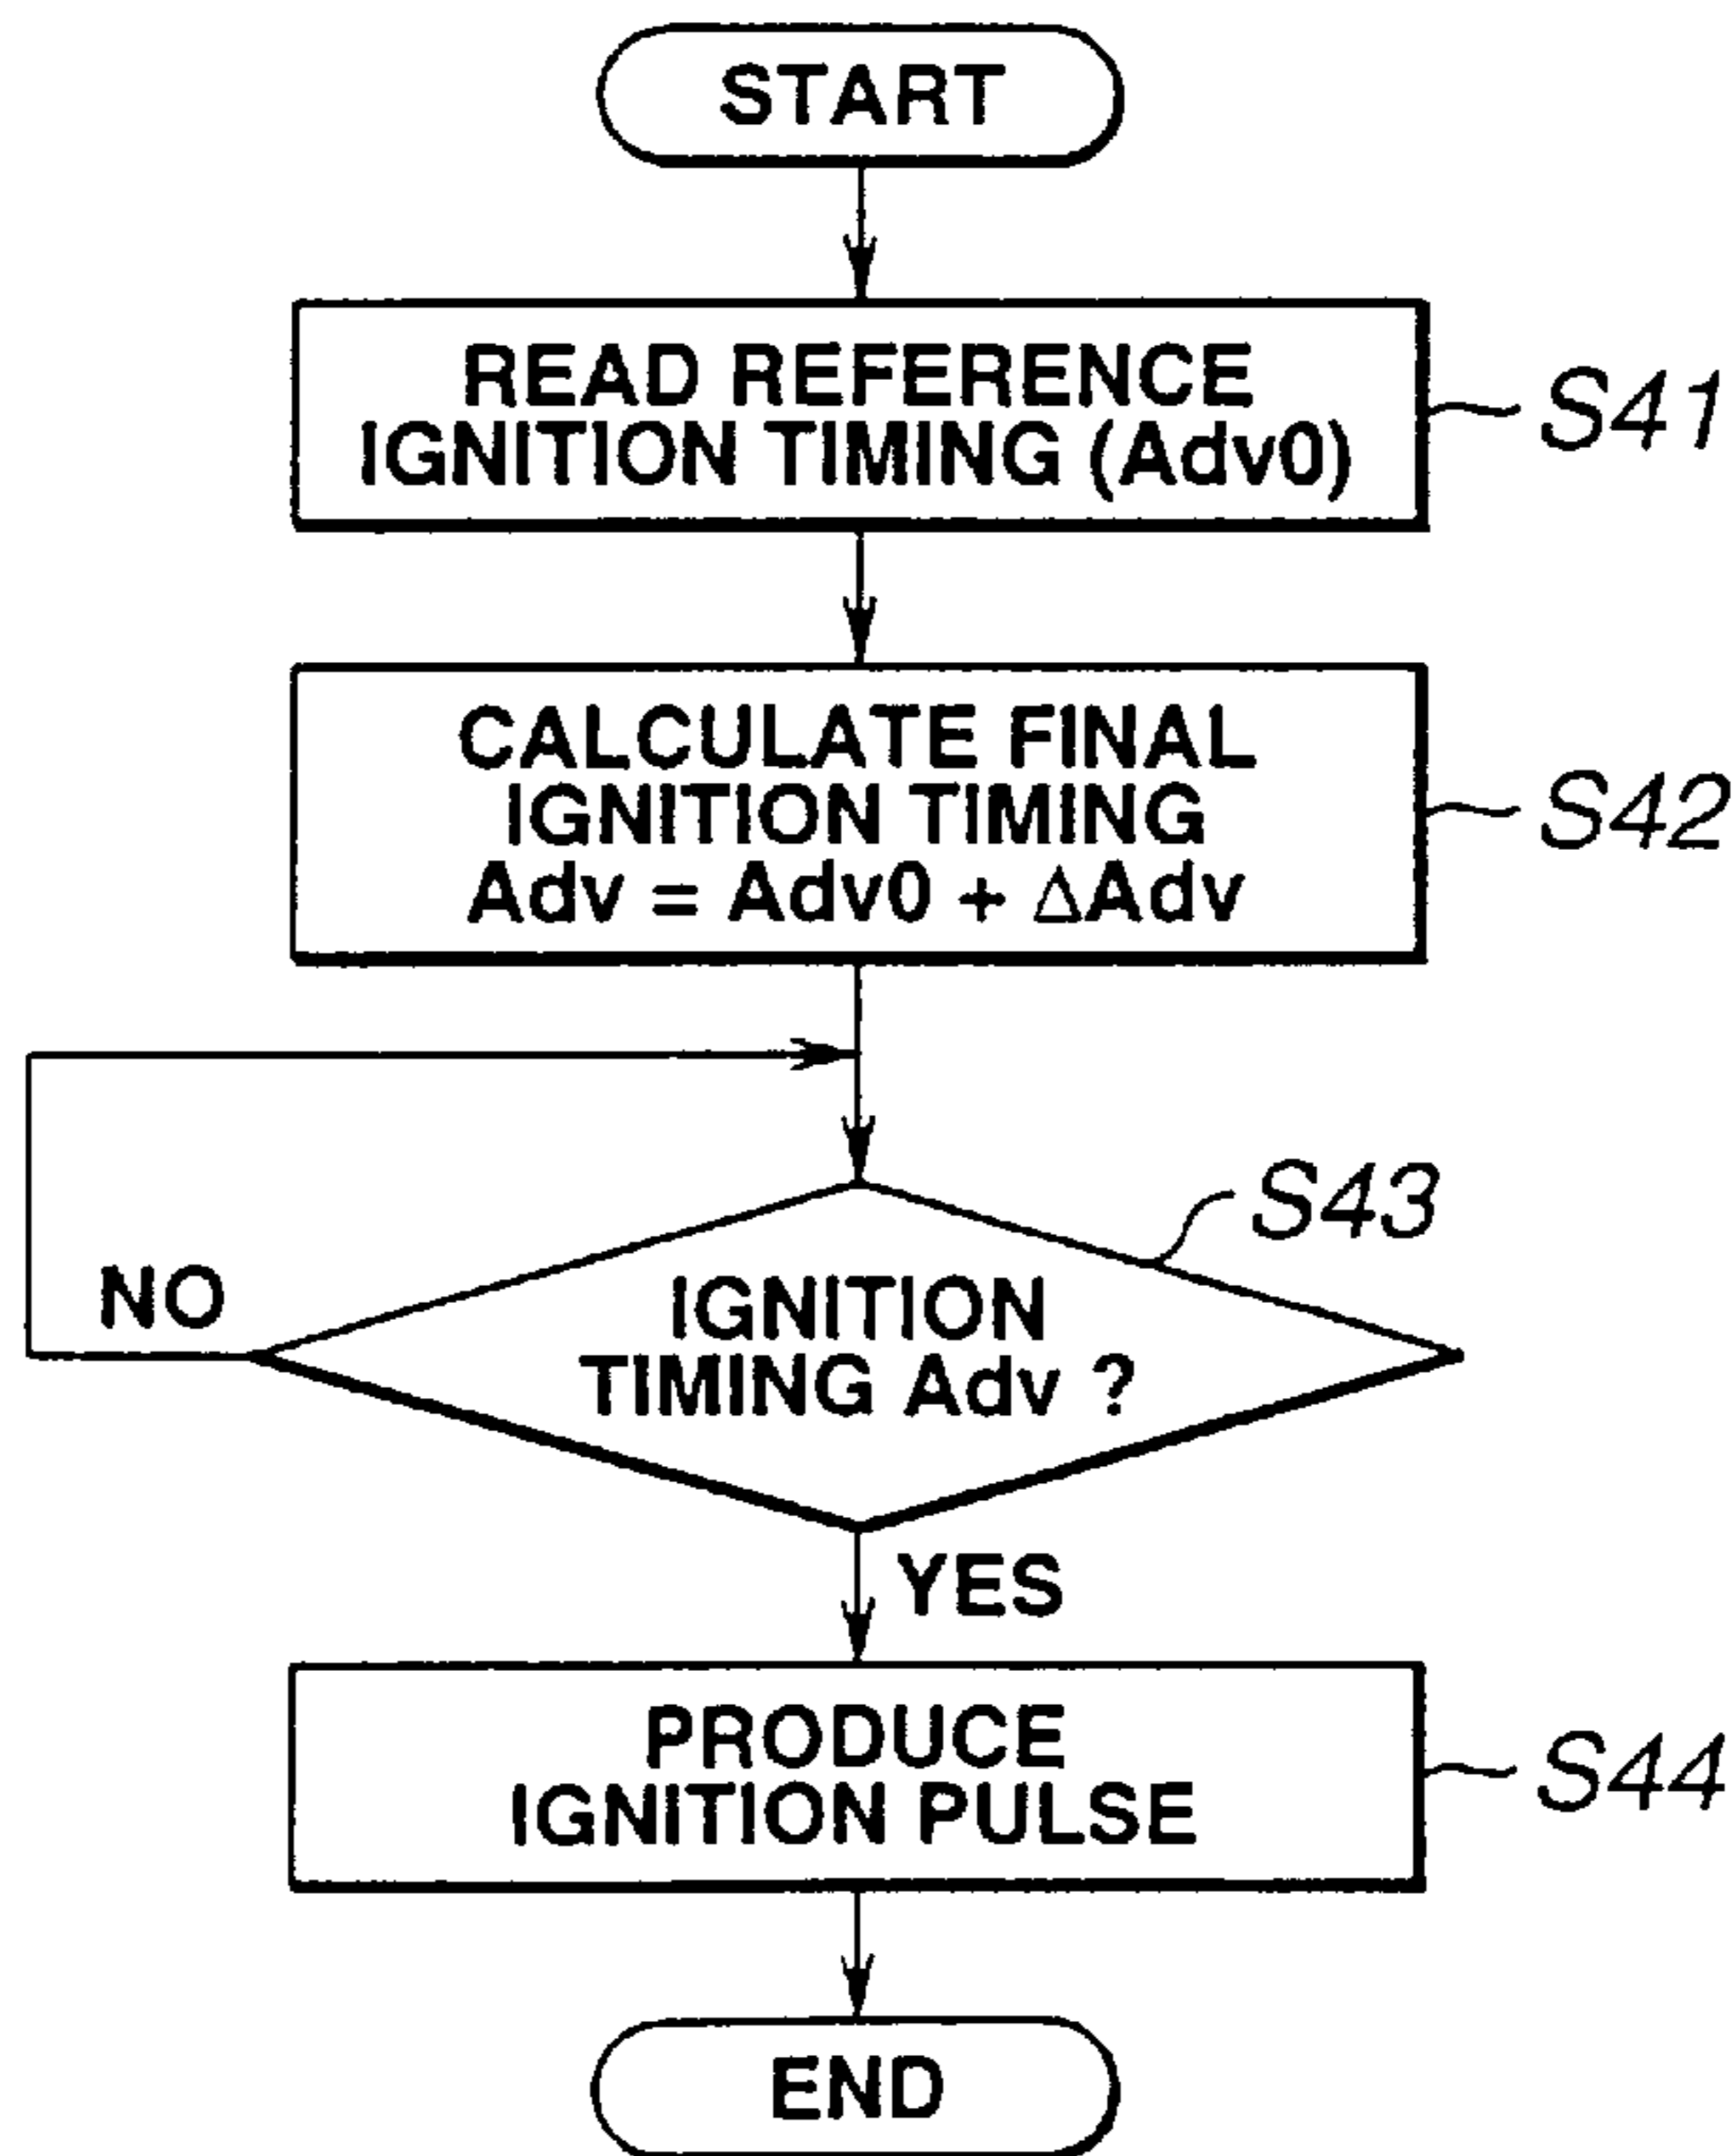 START
READ REFERENCE
IGNITION TIMING (Adv0)
S41
CALCULATE FINAL
IGNITION TIMING
Adv = Adv0 + ΔAdv
S42
S43
NO
IGNITION
TIMING Adv ?
YES
PRODUCE
IGNITION PULSE
S44
END